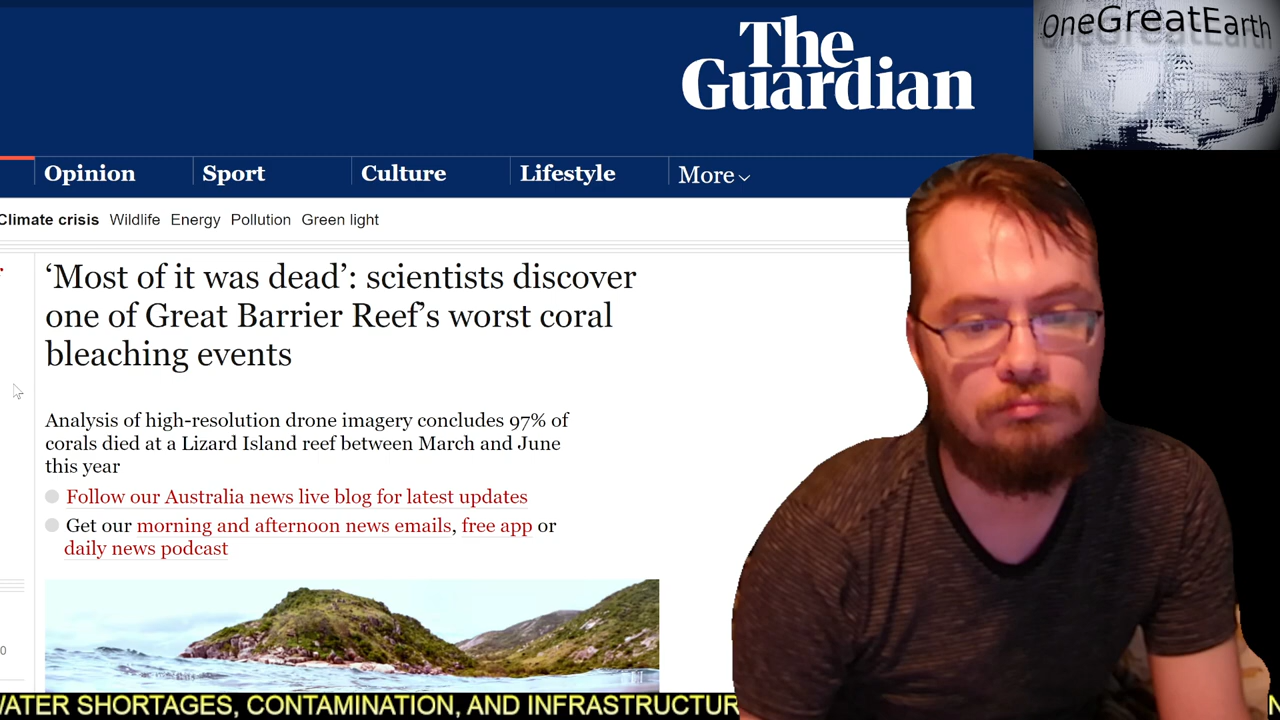 The
Guardian
OneGreatEarth
Opinion Sport Culture Lifestyle More
Climate crisis Wildlife Energy Pollution Green light
‘Most of it was dead’: scientists discover
one of Great Barrier Reef’s worst coral
bleaching events
Analysis of high-resolution drone imagery concludes 97% of
corals died at a Lizard Island reef between March and June
this year
Follow our Australia news live blog for latest updates
Get our morning and afternoon news emails, free app or
daily news podcast
0
WATER SHORTAGES, CONTAMINATION, AND INFRASTRUCTUR N